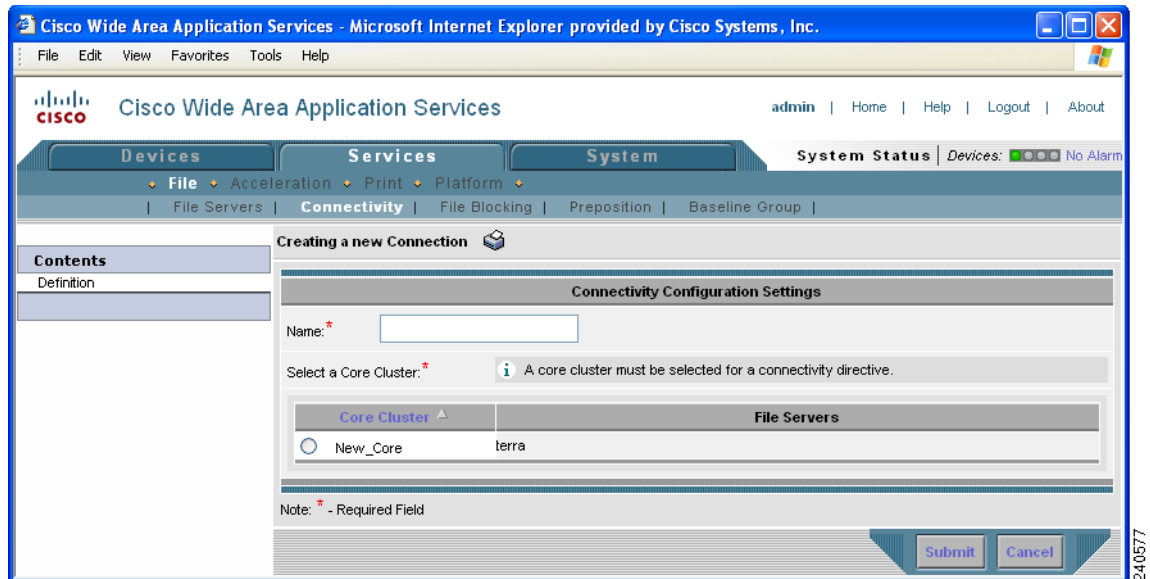 Cisco Wide Area Application Services - Microsoft Internet Explorer provided by Cisco Systems, Inc.
File Edit View Favorites Tools Help
cisco Cisco Wide Area Application Services admin | Home | Help | Logout | About
Devices Services System System Status | Devices: No Alarm
File Acceleration Print Platform
| File Servers | Connectivity | File Blocking | Preposition | Baseline Group |
Creating a new Connection
Contents
Definition
Connectivity Configuration Settings
Name:*
Select a Core Cluster:* i A core cluster must be selected for a connectivity directive.
Core Cluster File Servers
New_Core terra
Note: * - Required Field
Submit Cancel
240577